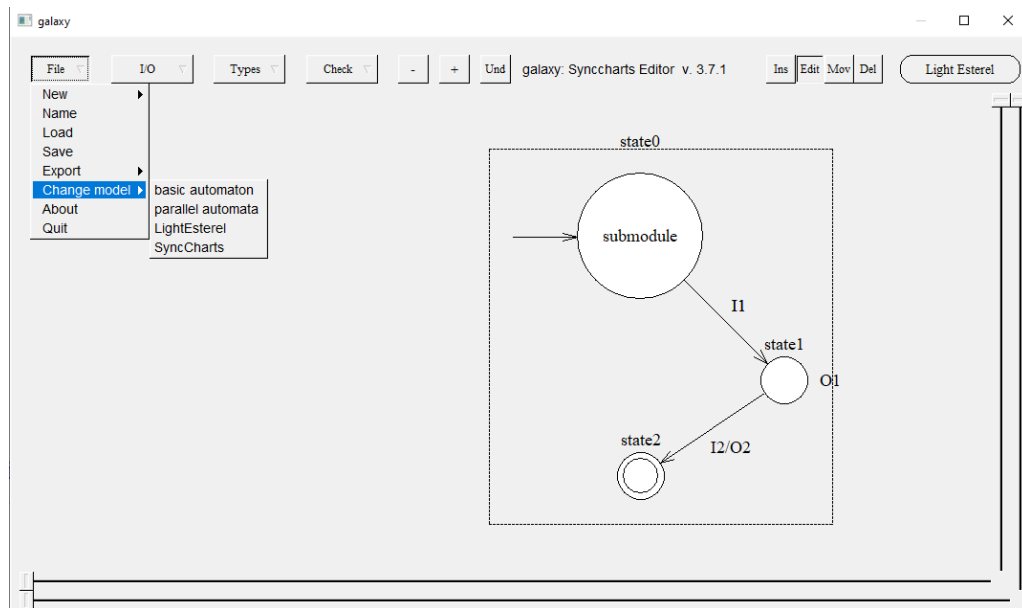 galaxy
File I/O Types Check - + Und galaxy: Synccharts Editor v. 3.7.1 Ins Edit Mov Del Light Esterel
New
Name
Load
Save
Export
Change model
About
Quit
basic automaton
parallel automata
LightEsterel
SyncCharts
state0
submodule
I1
state1
O1
state2
I2/O2